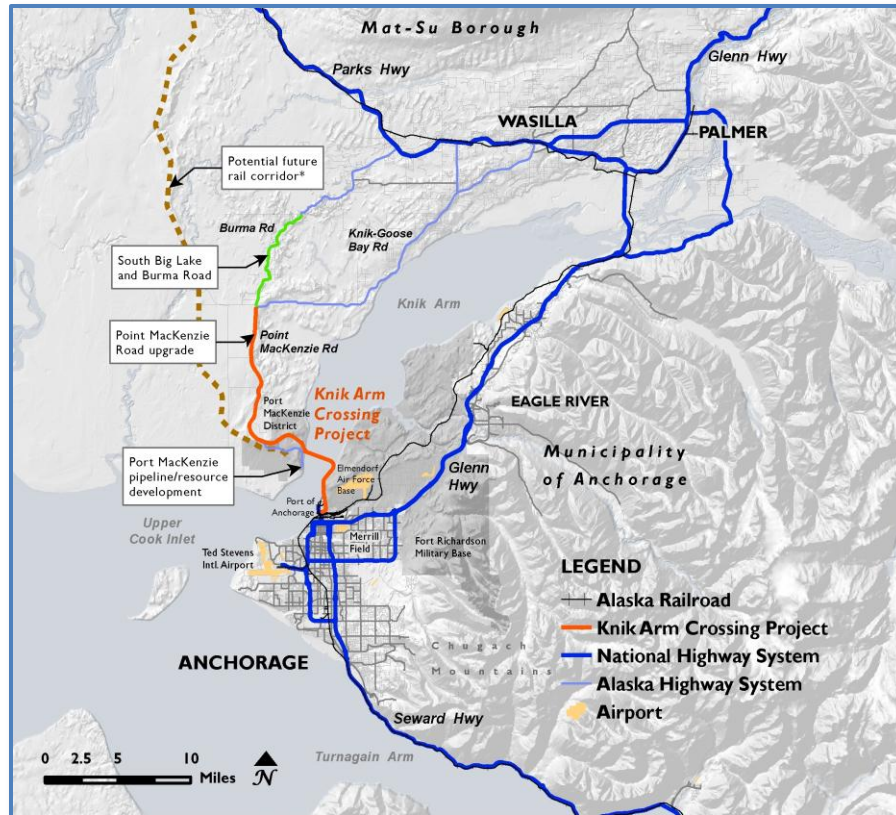 Mat-Su Borough
Glenn Hwy
Parks Hwy
WASILLA
PALMER
Potential future
rail corridor*
Burma Rd
Knik-Goose
Bay Rd
South Big Lake
and Burma Road
Knik Arm
Point MacKenzie
Road upgrade
Point
MacKenzie Rd
Knik Arm
Crossing
Project
EAGLE RIVER
Port
MacKenzie
District
Municipality
of Anchorage
Port MacKenzie
pipeline/resource
development
Elmendorf
Air Force
Base
Glenn
Hwy
Port of
Anchorage
Upper
Cook Inlet
Merrill
Field
Fort Richardson
Military Base
Ted Stevens
Intl. Airport
LEGEND
Alaska Railroad
Knik Arm Crossing Project
National Highway System
Alaska Highway System
Airport
Chugach
Mountains
ANCHORAGE
Seward Hwy
Turnagain Arm
0 2.5 5 10
Miles
N